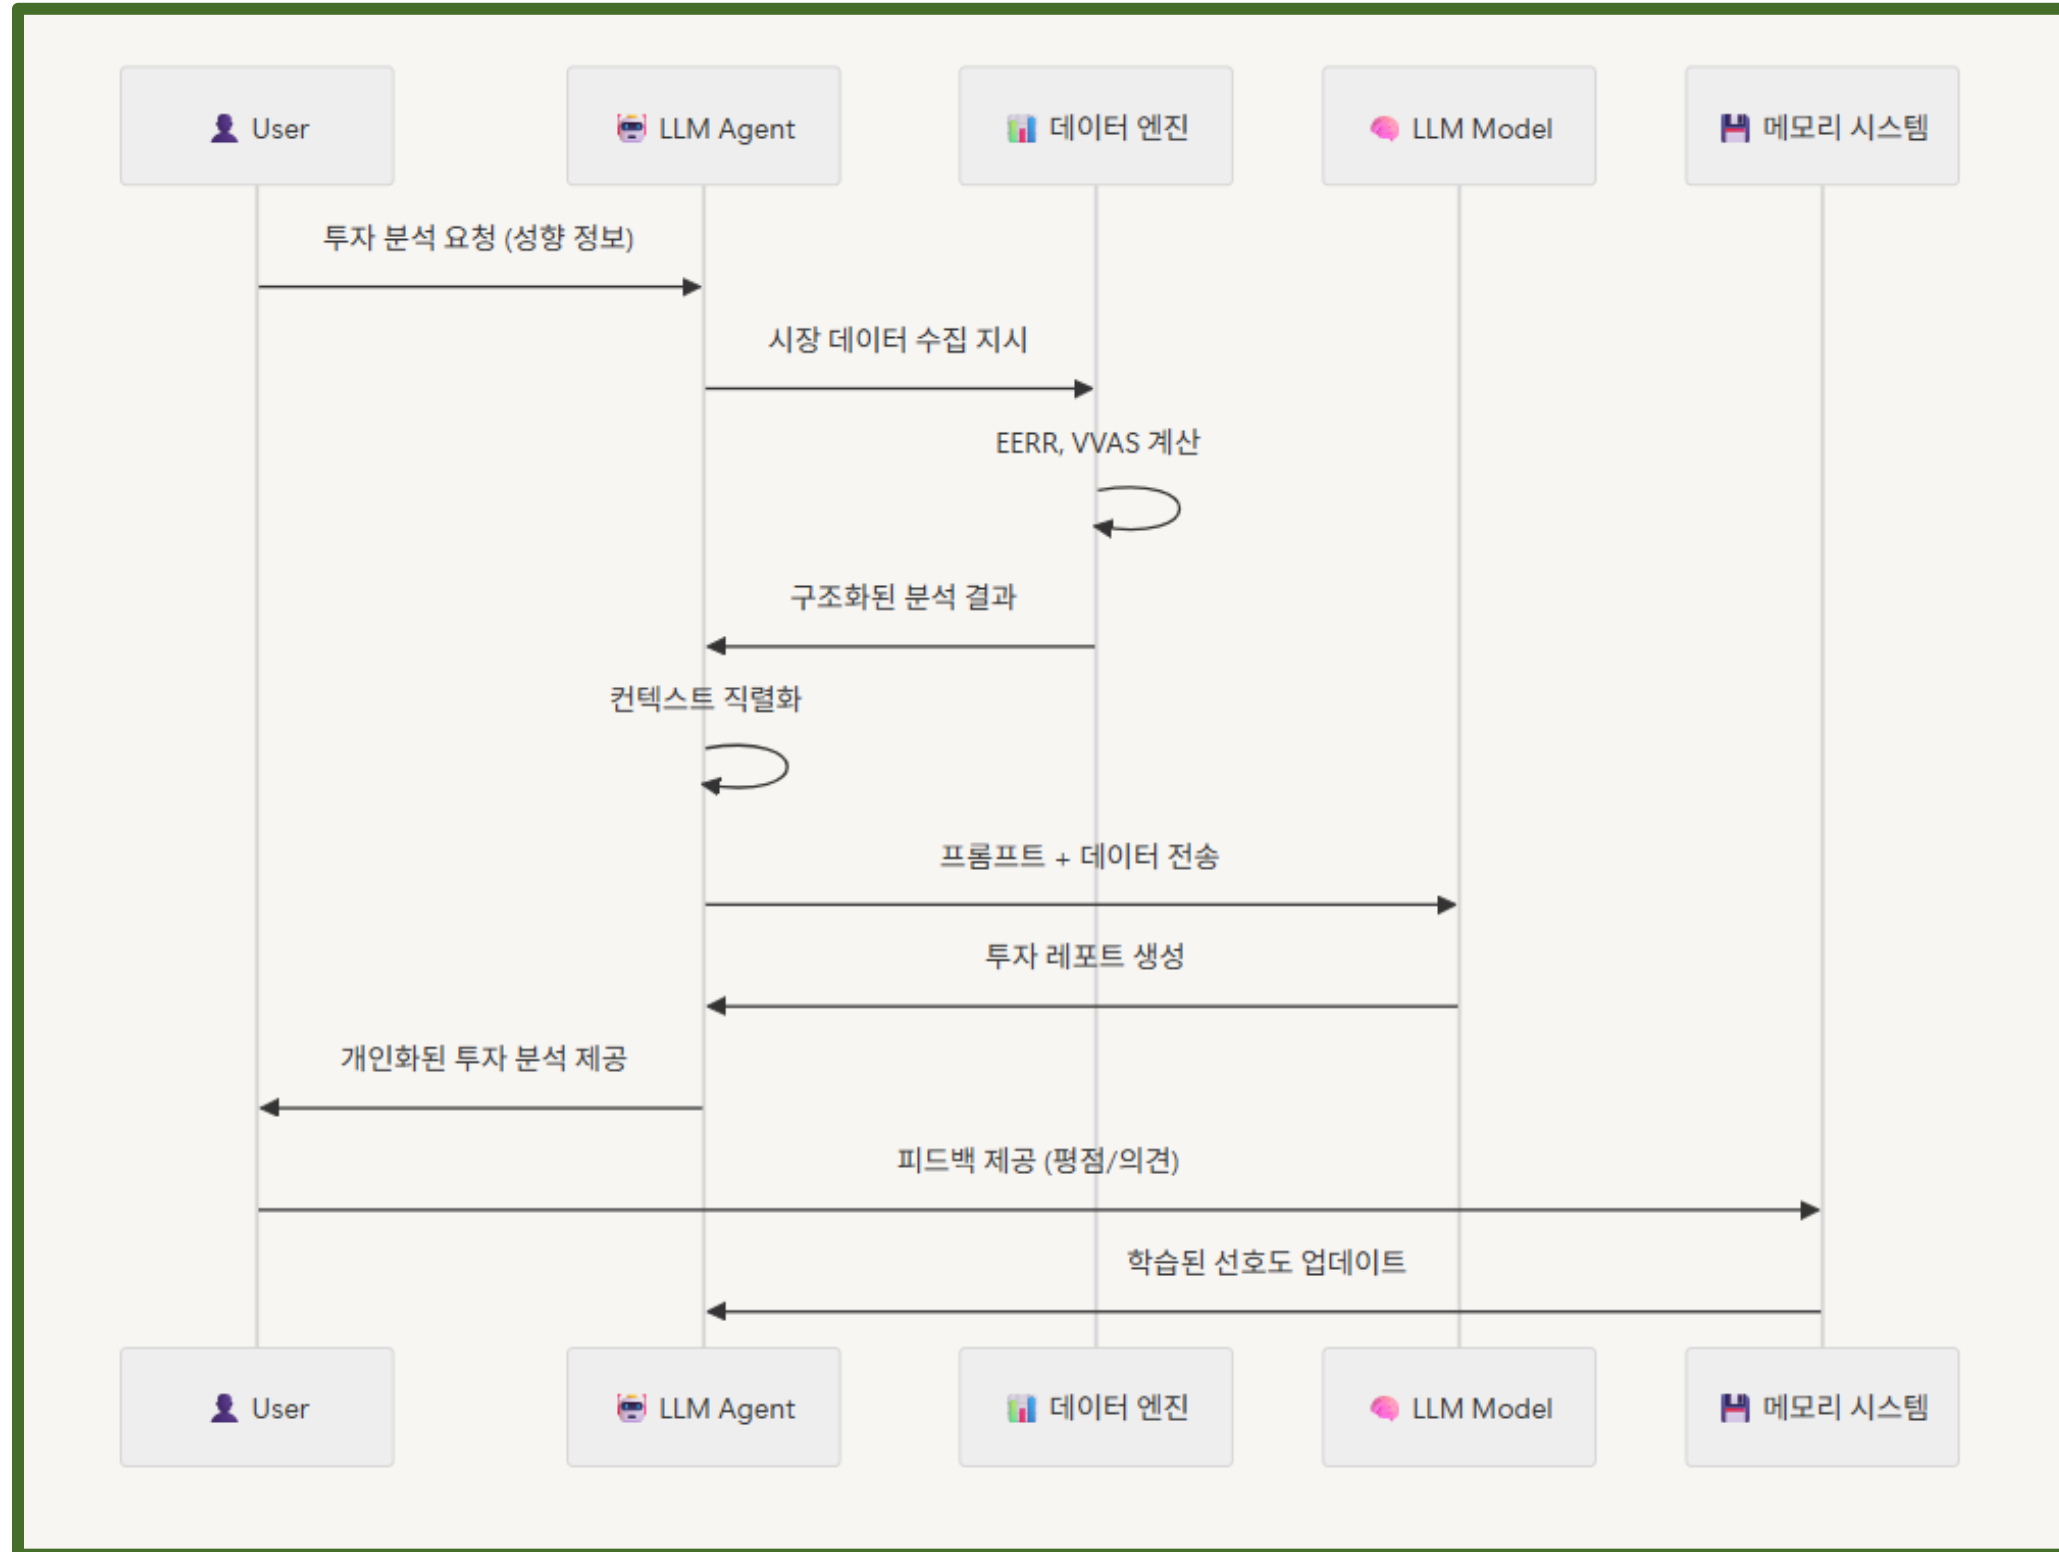 User
LLM Agent
데이터 엔진
LLM Model
메모리 시스템
투자 분석 요청 (성향 정보)
시장 데이터 수집 지시
EERR, VVAS 계산
구조화된 분석 결과
컨텍스트 직렬화
프롬프트 + 데이터 전송
투자 레포트 생성
개인화된 투자 분석 제공
피드백 제공 (평점/의견)
학습된 선호도 업데이트
User
LLM Agent
데이터 엔진
LLM Model
메모리 시스템